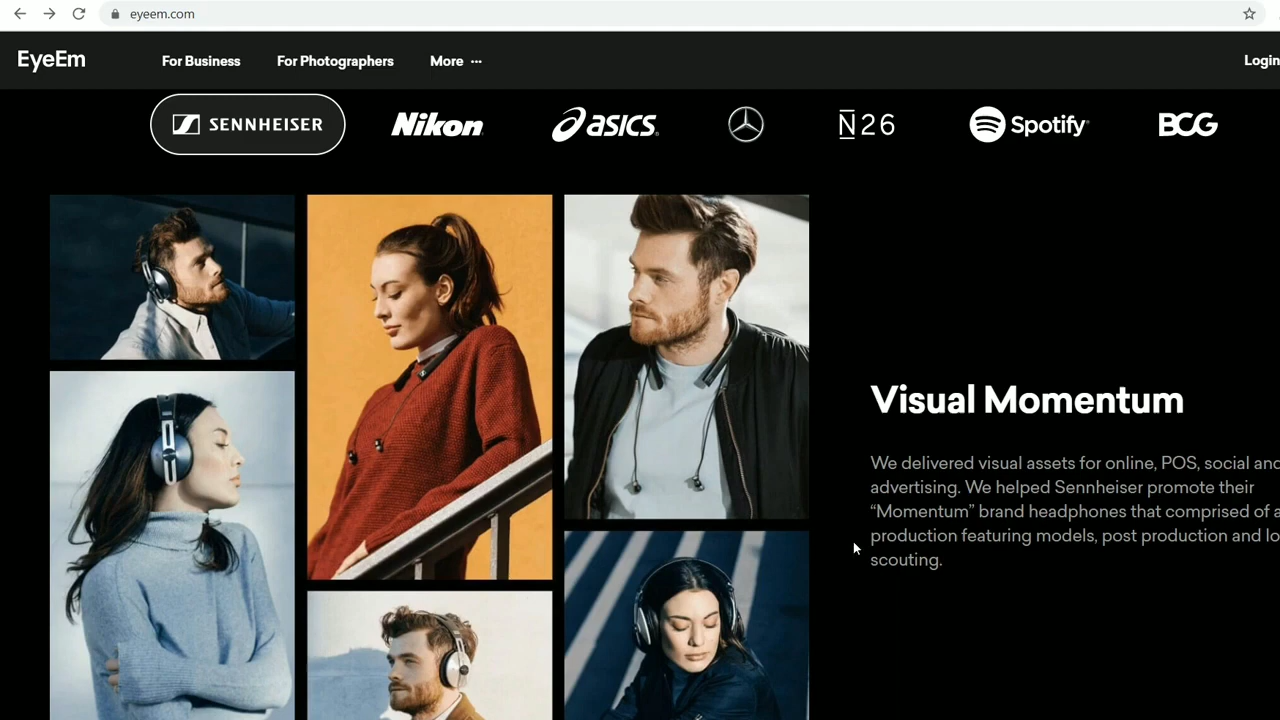 eyeem.com
EyeEm
For Business
For Photographers
More ...
Login
SENNHEISER
Nikon
asics
N26
Spotify
BCG
Visual Momentum
We delivered visual assets for online, POS, social and
advertising. We helped Sennheiser promote their
“Momentum” brand headphones that comprised of a
production featuring models, post production and lo
scouting.